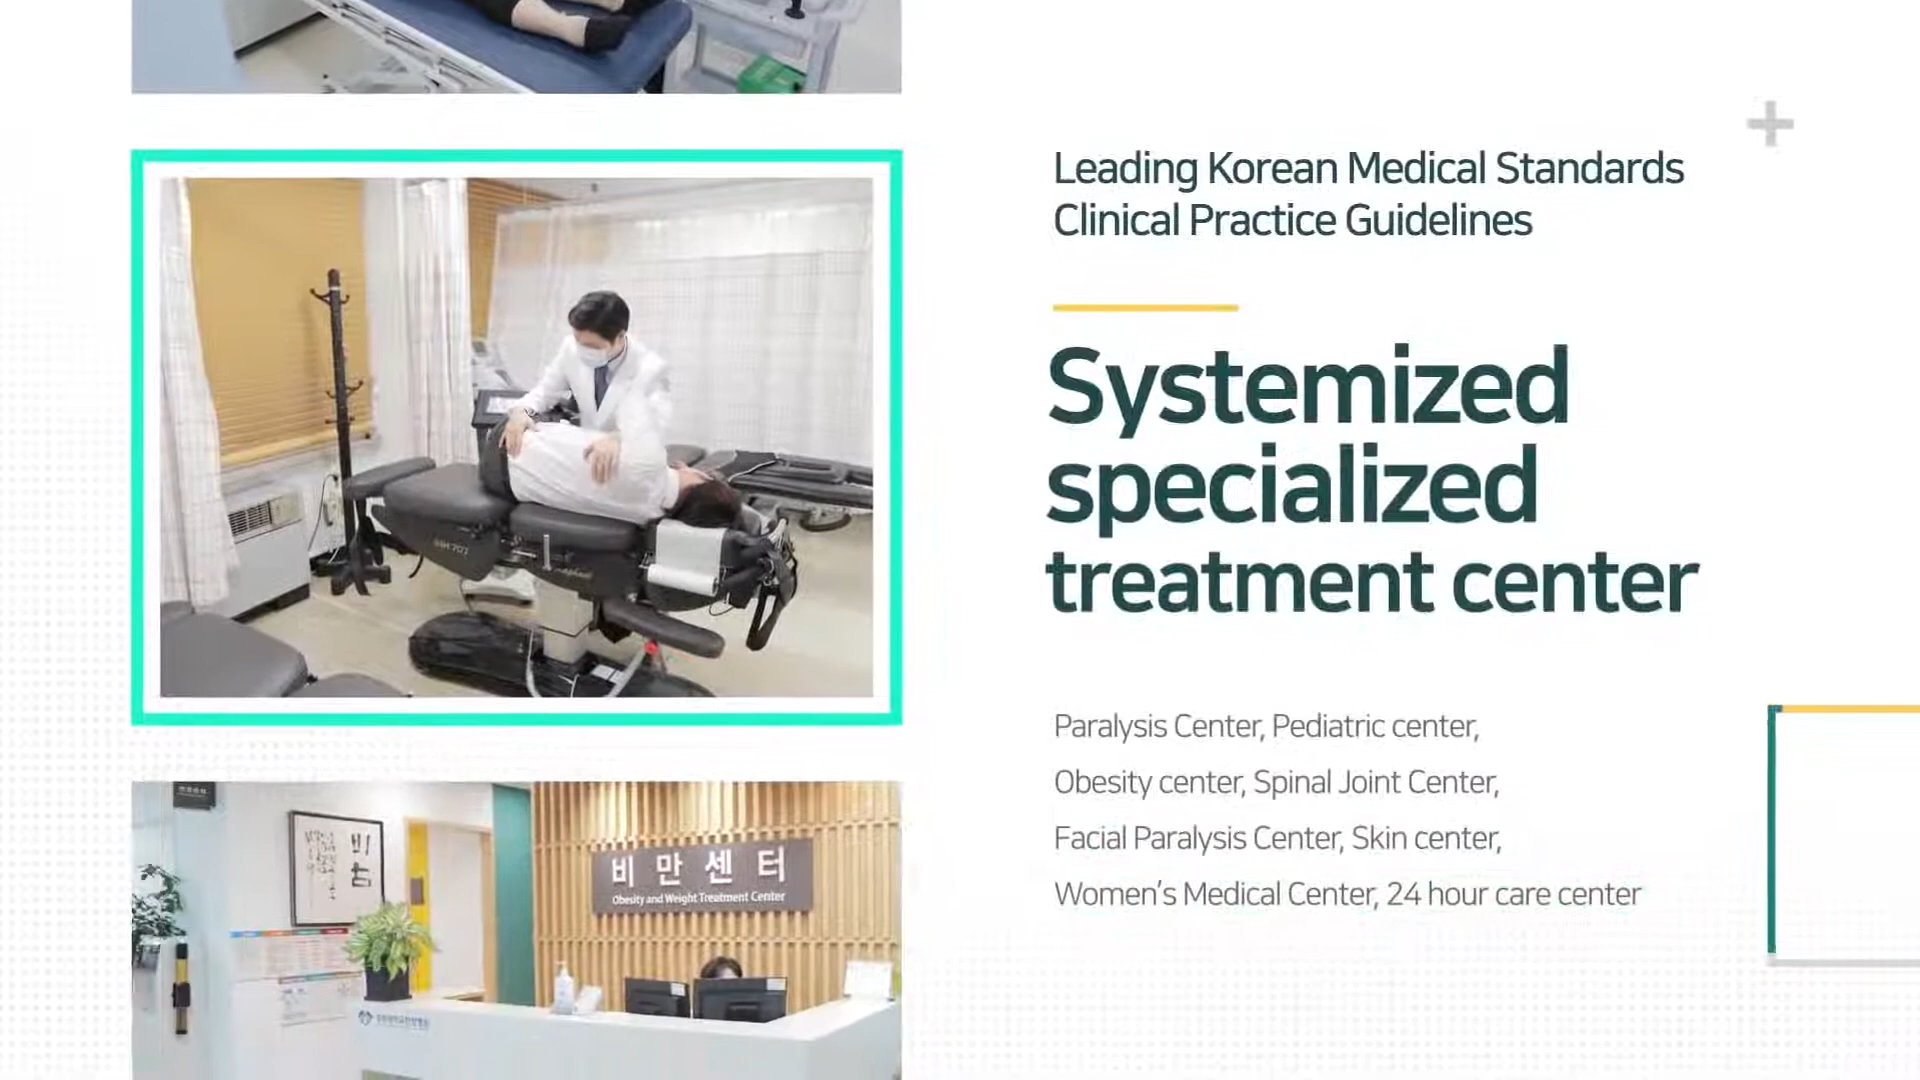 Leading Korean Medical Standards
Clinical Practice Guidelines
Systemized
specialized
treatment center
Paralysis Center, Pediatric center,
Obesity center, Spinal Joint Center,
Facial Paralysis Center, Skin center,
Women’s Medical Center, 24 hour care center
비만센터
Obesity and Weight Treatment Center